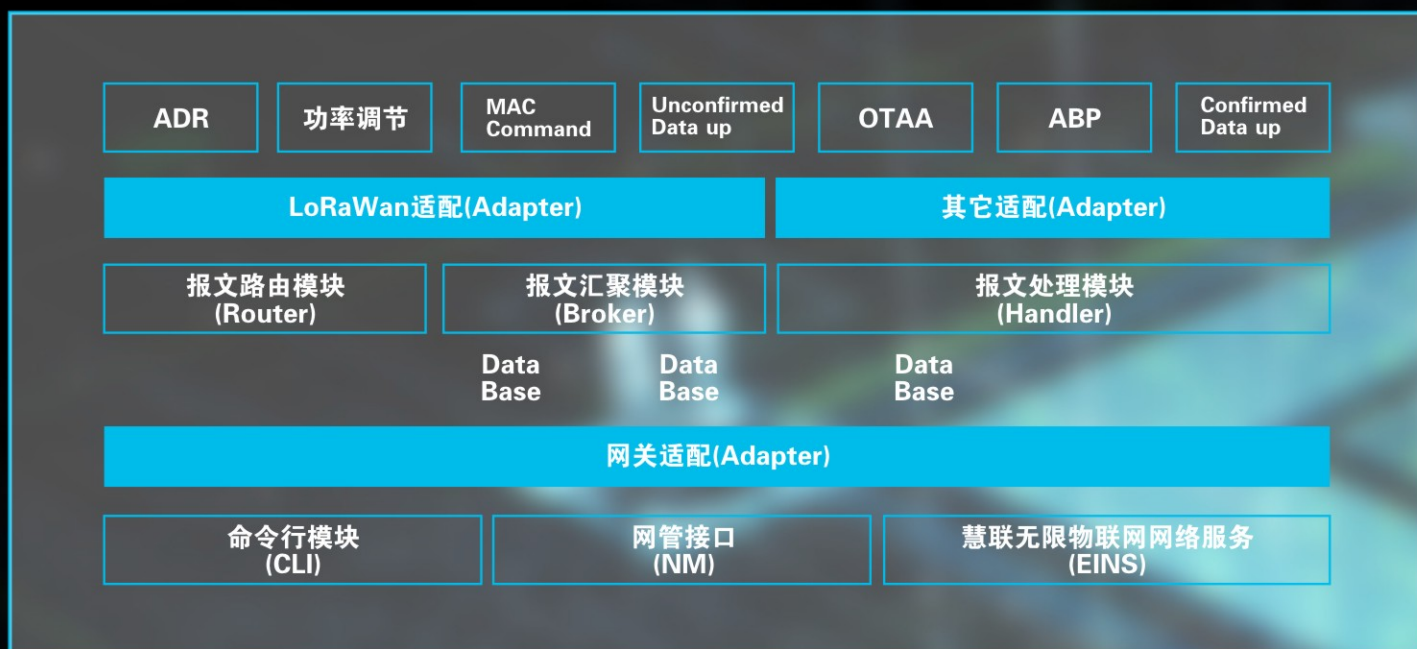 ADR
功率调节
MAC
Command
Unconfirmed
Data up
OTAA
ABP
Confirmed
Data up
LoRaWan适配(Adapter)
其它适配(Adapter)
报文路由模块
(Router)
报文汇聚模块
(Broker)
报文处理模块
(Handler)
Data
Base
Data
Base
Data
Base
网关适配(Adapter)
命令行模块
(CLI)
网管接口
(NM)
慧联无限物联网网络服务
(EINS)